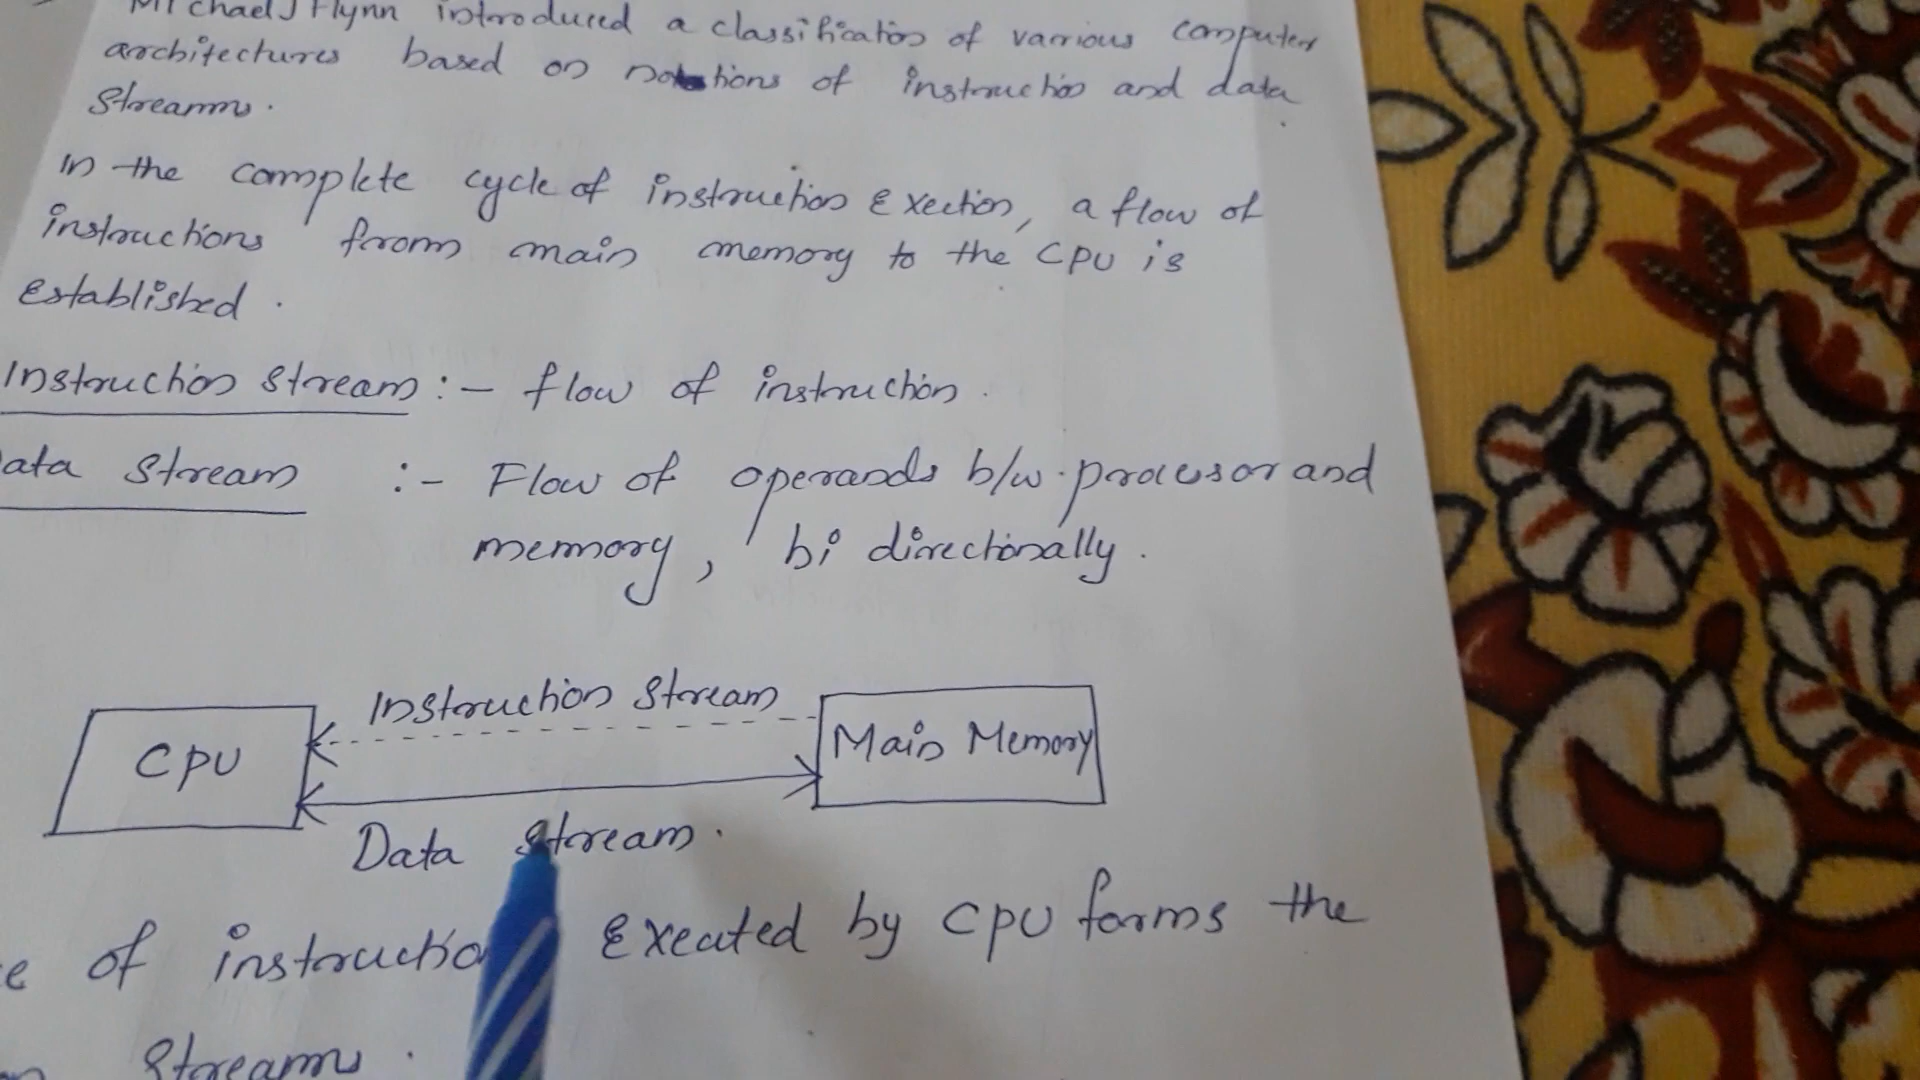 Michael J Flynn introduced a classification of various computer
architectures based on notions of instruction and data
Streams.
In the complete cycle of instruction Exection, a flow of
instructions from main memory to the CPU is
established.
Instruction Stream :- flow of instruction.
ata Stream :- Flow of operands b/w processor and
memory, bi directionally.
Instruction Stream
CPU
Main Memory
Data Stream.
e of instructio Executed by CPU forms the
Streams.